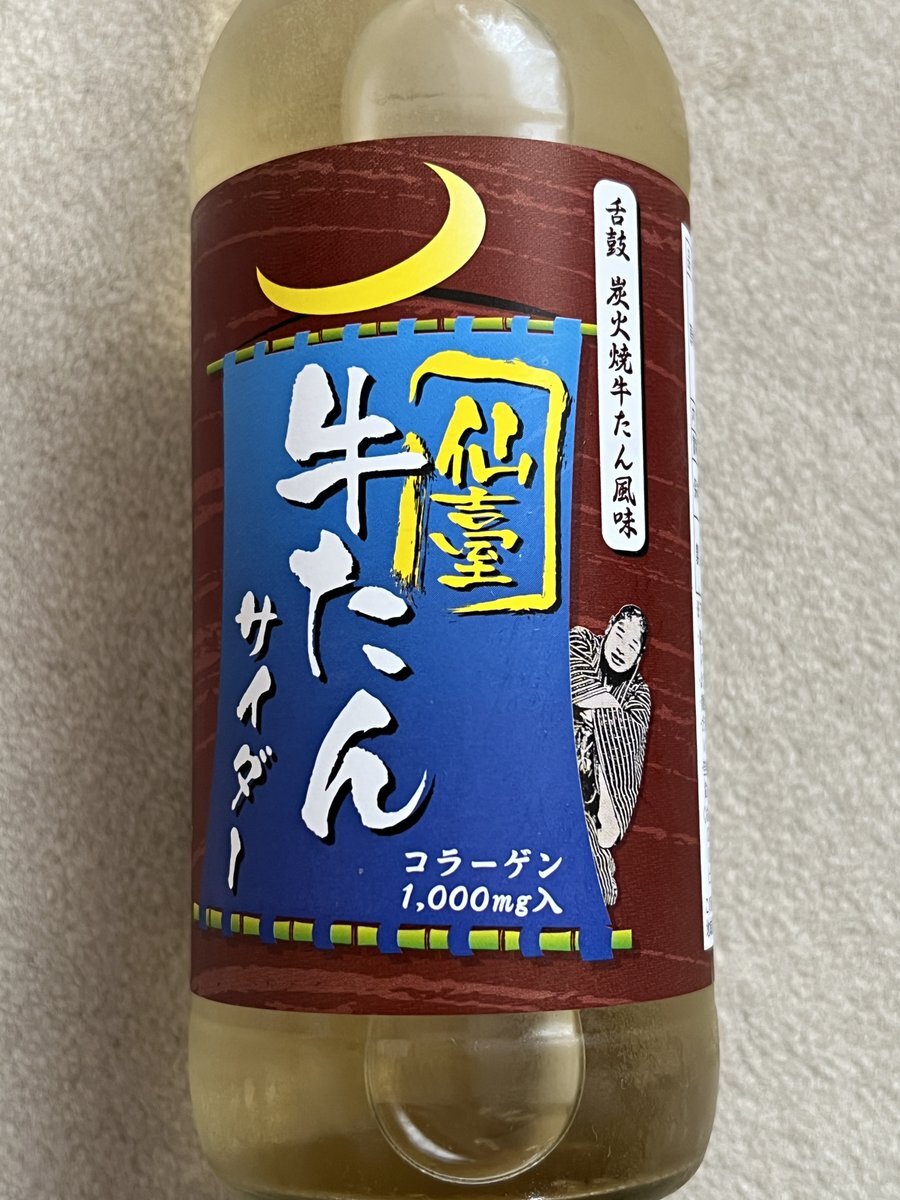 舌鼓 炭火焼牛たん風味
仙臺
牛たん
サイダー
コラーゲン
1,000mg入